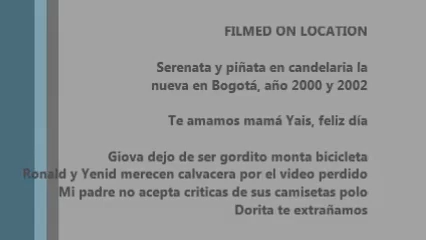 FILMED ON LOCATION
Serenata y piñata en candelaria la
nueva en Bogotá, año 2000 y 2002
Te amamos mamá Yais, feliz día
Giova dejo de ser gordito monta bicicleta
Ronald y Yenid merecen calvacera por el video perdido
Mi padre no acepta criticas de sus camisetas polo
Dorita te extrañamos